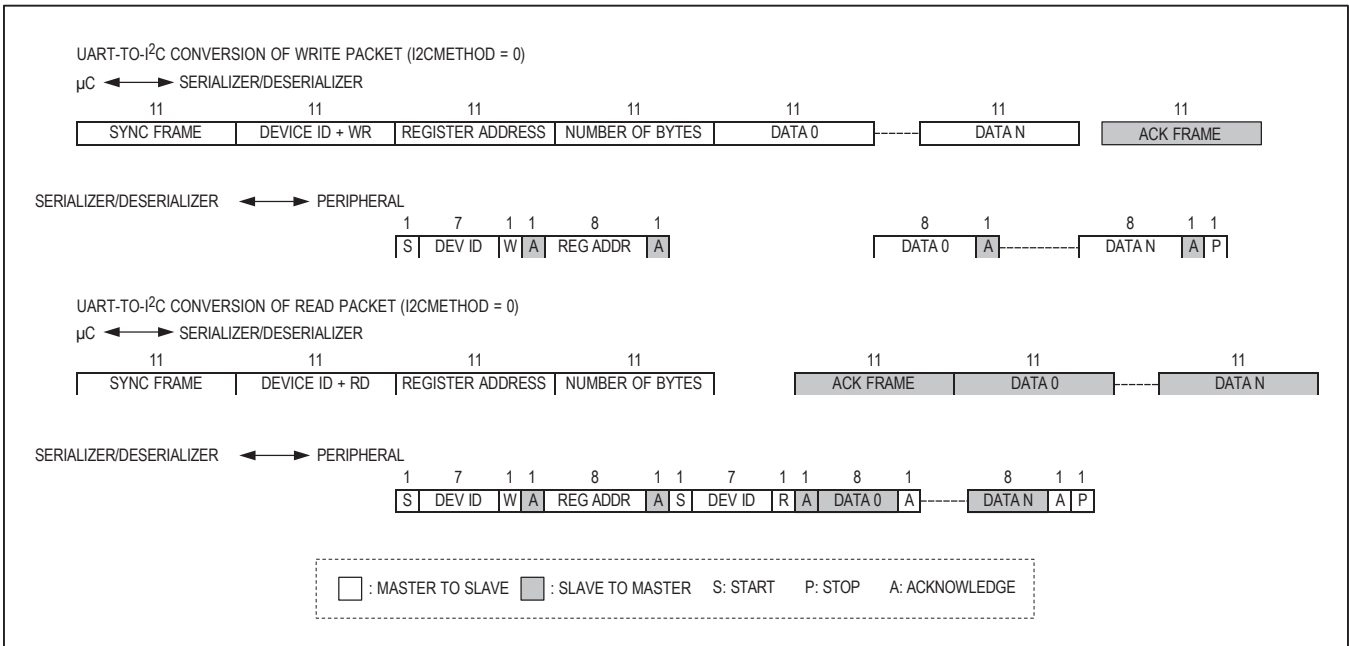 UART-TO-I2C CONVERSION OF WRITE PACKET (I2CMETHOD = 0)
µC SERIALIZER/DESERIALIZER
11 11 11 11 11 11 11
SYNC FRAME DEVICE ID + WR REGISTER ADDRESS NUMBER OF BYTES DATA 0 DATA N ACK FRAME
SERIALIZER/DESERIALIZER PERIPHERAL
1 7 1 1 8 1 8 1 8 1 1
S DEV ID W A REG ADDR A DATA 0 A DATA N A P
UART-TO-I2C CONVERSION OF READ PACKET (I2CMETHOD = 0)
µC SERIALIZER/DESERIALIZER
11 11 11 11 11 11 11
SYNC FRAME DEVICE ID + RD REGISTER ADDRESS NUMBER OF BYTES ACK FRAME DATA 0 DATA N
SERIALIZER/DESERIALIZER PERIPHERAL
1 7 1 1 8 1 1 7 1 1 8 1 8 1 1
S DEV ID W A REG ADDR A S DEV ID R A DATA 0 A DATA N A P
: MASTER TO SLAVE : SLAVE TO MASTER S: START P: STOP A: ACKNOWLEDGE